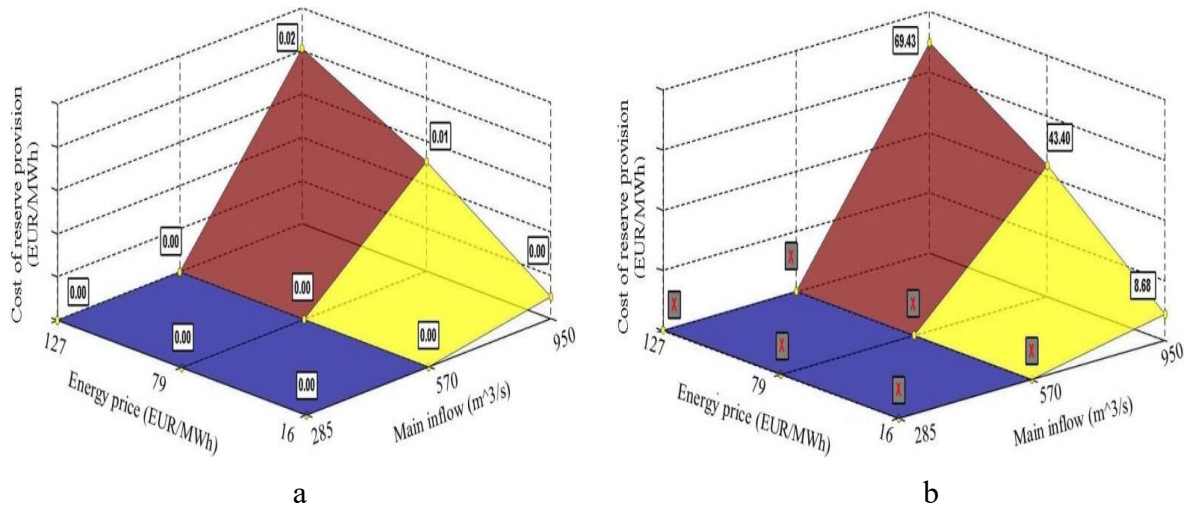 Cost of reserve provision
(EUR/MWh)
0.02
0.01
0.00
0.00
0.00
0.00
0.00
0.00
0.00
127
79
16
285
570
950
Energy price (EUR/MWh)
Main inflow (m^3/s)
a
Cost of reserve provision
(EUR/MWh)
69.43
43.40
8.68
X
X
X
X
X
X
127
79
16
285
570
950
Energy price (EUR/MWh)
Main inflow (m^3/s)
b